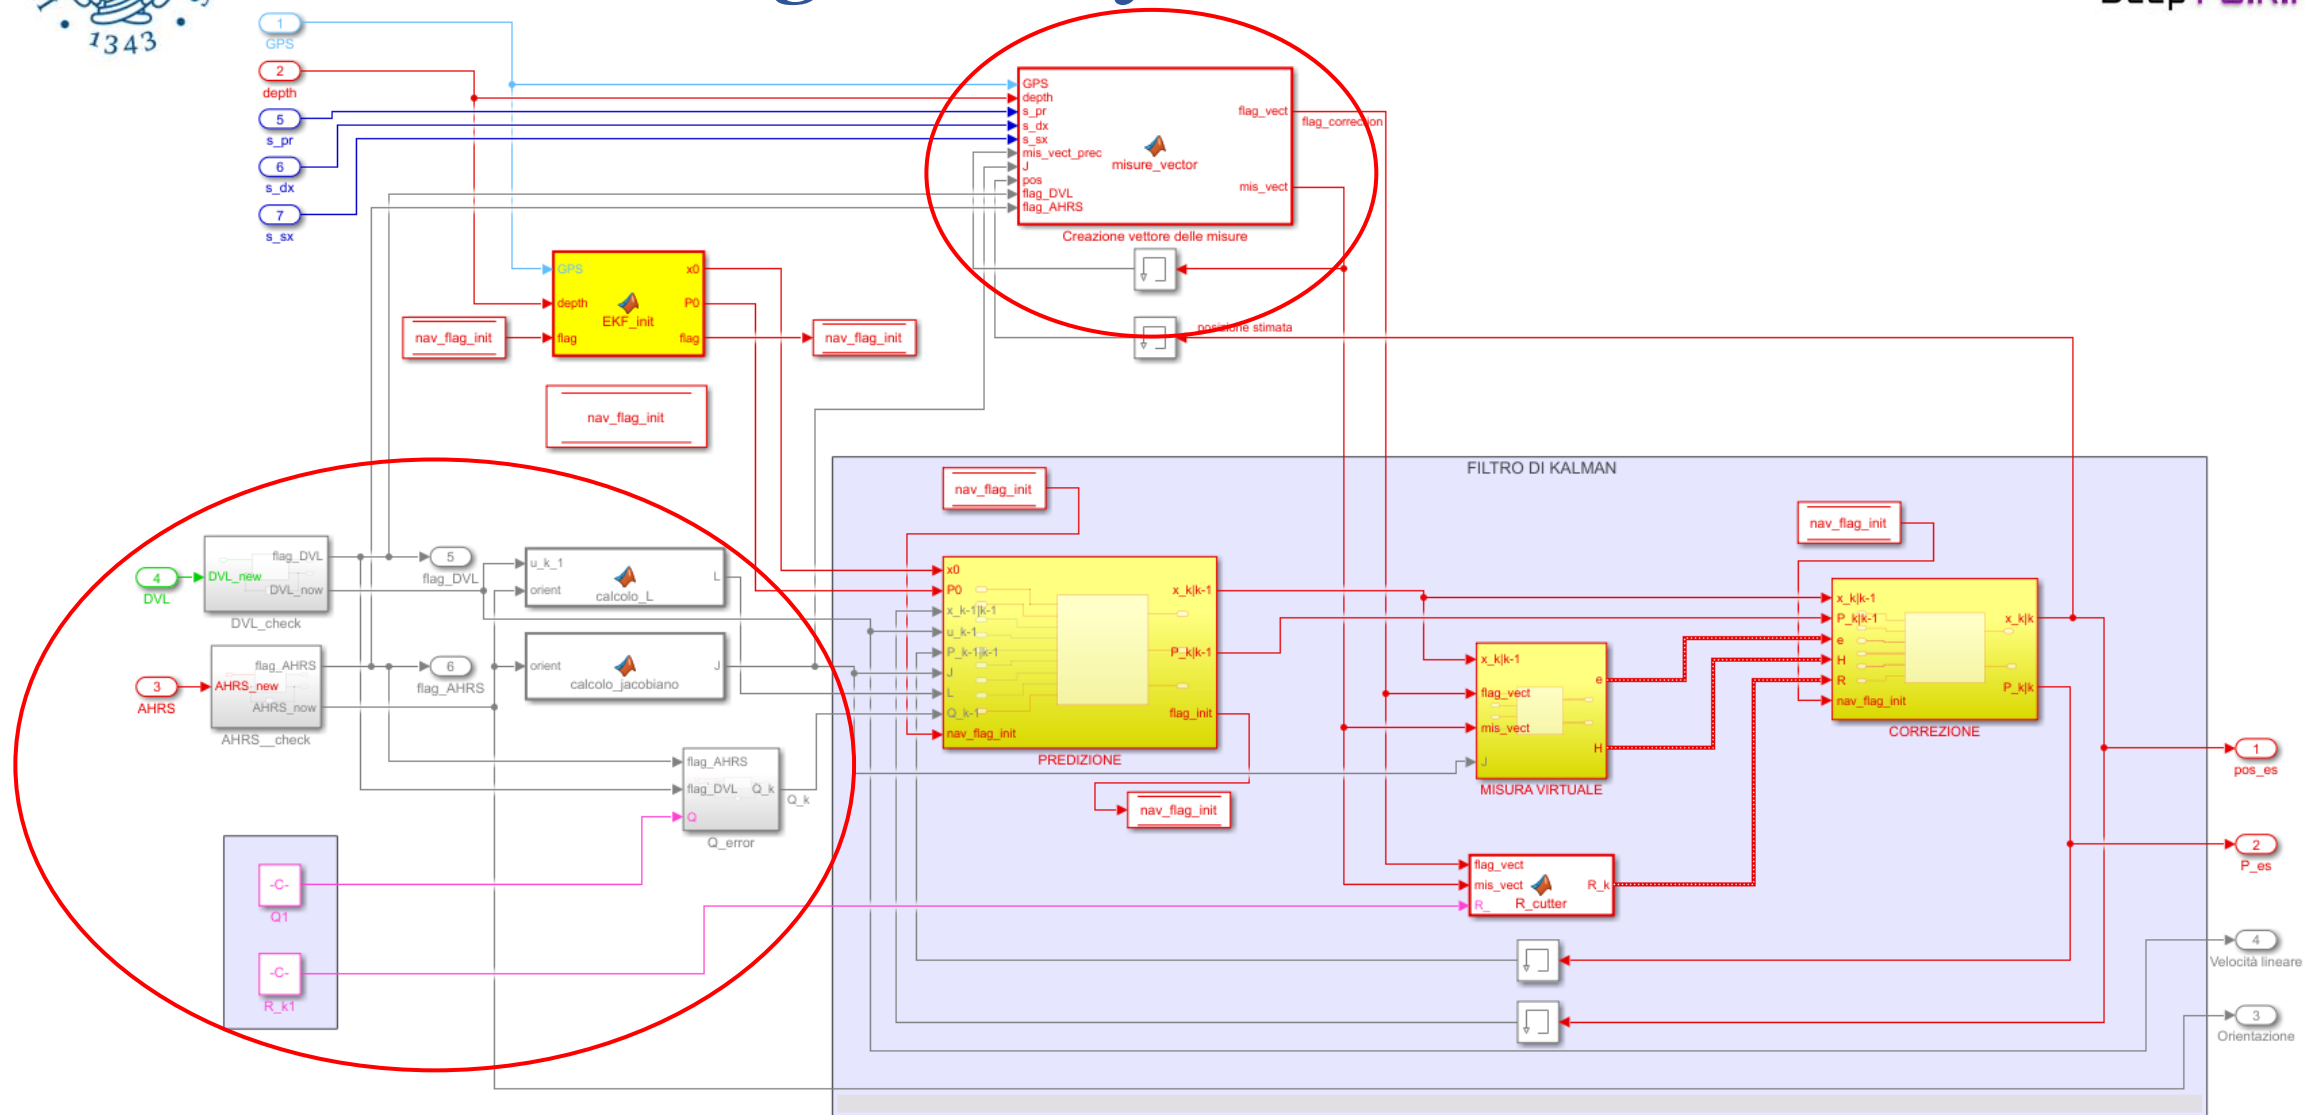 1343
1
GPS
2
depth
5
s_pr
6
s_dx
7
s_sx
GPS
depth
s_pr
s_dx
s_sx
mis_vect_prec
J
pos
flag_DVL
flag_AHRS
misure_vector
flag_vect
mis_vect
flag_correction
Creazione vettore delle misure
posizione stimata
GPS
depth
flag
EKF_init
x0
P0
flag
nav_flag_init
nav_flag_init
nav_flag_init
4
DVL
DVL_new
flag_DVL
DVL_now
DVL_check
5
flag_DVL
3
AHRS
AHRS_new
flag_AHRS
AHRS_now
AHRS__check
6
flag_AHRS
u_k_1
orient
calcolo_L
L
orient
calcolo_jacobiano
J
flag_AHRS
flag_DVL
Q
Q_k
Q_error
Q_k
-C-
Q1
-C-
R_k1
FILTRO DI KALMAN
nav_flag_init
x0
P0
x_k-1|k-1
u_k-1
P_k-1|k-1
J
L
Q_k-1
nav_flag_init
x_k|k-1
P_k|k-1
flag_init
PREDIZIONE
nav_flag_init
x_k|k-1
flag_vect
mis_vect
J
e
H
MISURA VIRTUALE
flag_vect
mis_vect
R_
R_k
R_cutter
nav_flag_init
x_k|k-1
P_k|k-1
e
H
R
nav_flag_init
x_k|k
P_k|k
CORREZIONE
1
pos_es
2
P_es
4
Velocità lineare
3
Orientazione